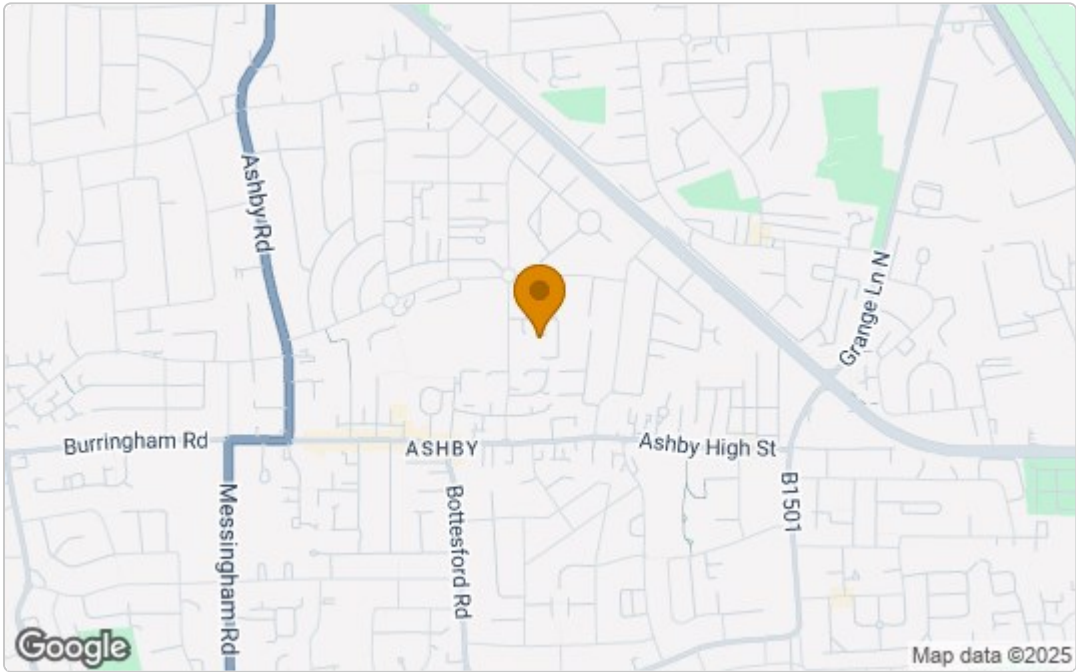 Ashby Rd
Grange Ln N
Burringham Rd
ASHBY
Ashby High St
Messingham Rd
Bottesford Rd
B1501
Google
Map data ©2025